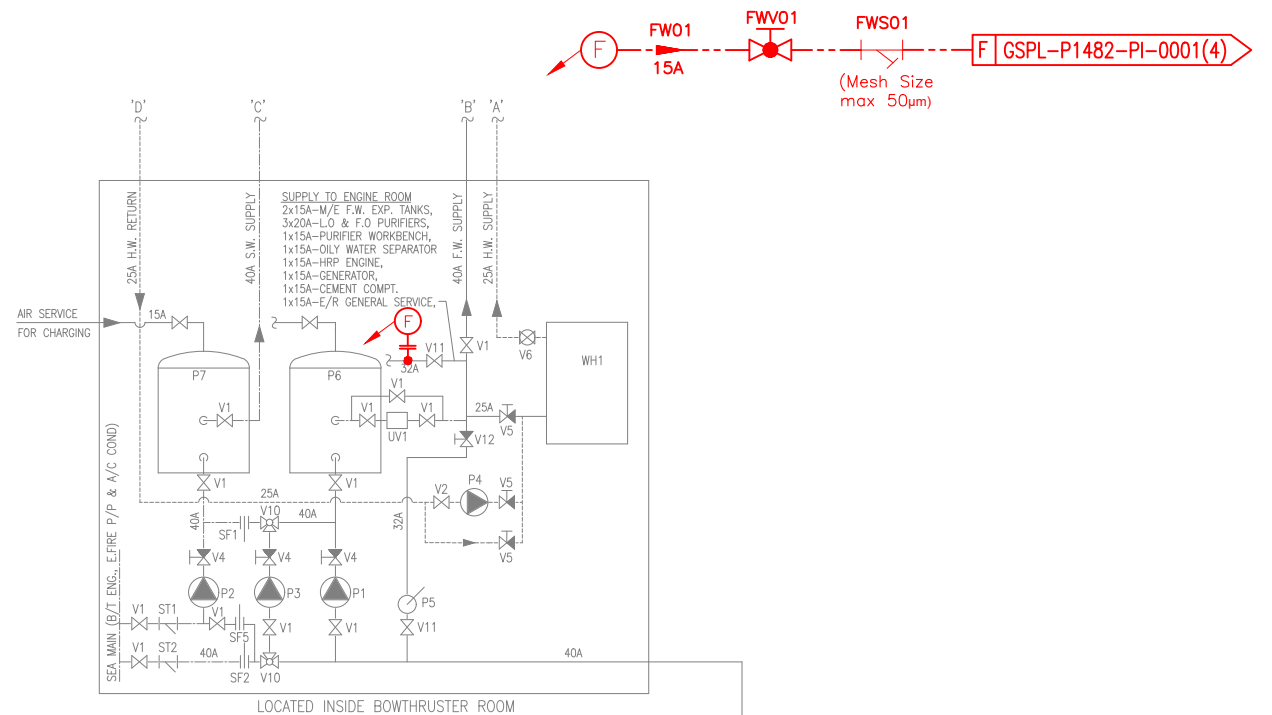 FW01
FWV01
FWS01
F
15A
F GSPL-P1482-PI-0001(4)
(Mesh Size
max 50µm)
'D'
'C'
'B'
'A'
25A H.W. RETURN
40A S.W. SUPPLY
SUPPLY TO ENGINE ROOM
2x15A-M/E F.W. EXP. TANKS,
3x20A-L.O & F.O PURIFIERS,
1x15A-PURIFIER WORKBENCH,
1x15A-OILY WATER SEPARATOR
1x15A-HRP ENGINE,
1x15A-GENERATOR,
1x15A-CEMENT COMPT.
1x15A-E/R GENERAL SERVICE,
40A F.W. SUPPLY
25A H.W. SUPPLY
AIR SERVICE
FOR CHARGING
15A
F
V11
V1
V6
WH1
32A
P7
P6
V1
V1
V1
V1
25A
V5
UV1
V12
V1
V1
25A
V2
P4
V5
40A
V10
40A
SF1
32A
V5
V4
V4
V4
P2
P3
P1
P5
SEA MAIN (B/T ENG., E.FIRE P/P & A/C COND)
V1
ST1
V1
SF5
V1
V1
V11
V1
ST2
40A
SF2
V10
40A
LOCATED INSIDE BOWTHRUSTER ROOM